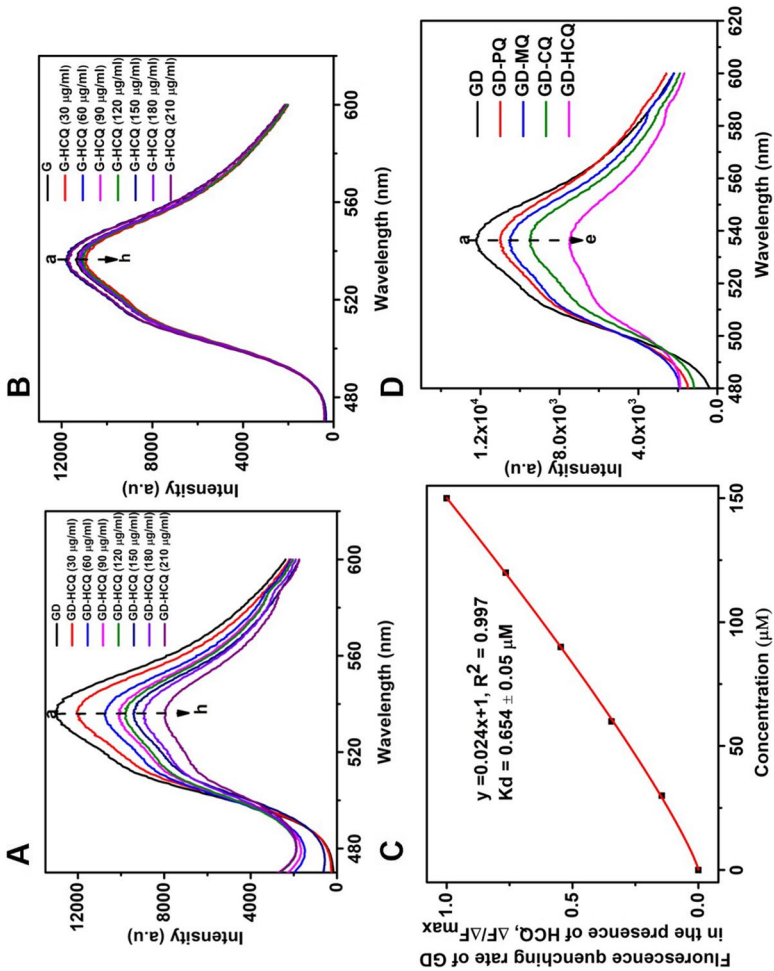 A
Intensity (a.u)
12000
8000
4000
0
480
520
560
600
Wavelength (nm)
a
h
GD
GD-HCQ (30 µg/ml)
GD-HCQ (60 µg/ml)
GD-HCQ (90 µg/ml)
GD-HCQ (120 µg/ml)
GD-HCQ (150 µg/ml)
GD-HCQ (180 µg/ml)
GD-HCQ (210 µg/ml)
B
Intensity (a.u)
12000
8000
4000
0
480
520
560
600
Wavelength (nm)
a
h
G
G-HCQ (30 µg/ml)
G-HCQ (60 µg/ml)
G-HCQ (90 µg/ml)
G-HCQ (120 µg/ml)
G-HCQ (150 µg/ml)
G-HCQ (180 µg/ml)
G-HCQ (210 µg/ml)
C
Fluorescence quenching rate of GD
in the presence of HCQ, ΔF/ΔFmax
1.0
0.5
0.0
0
50
100
150
Concentration (µM)
y =0.024x+1, R² = 0.997
Kd = 0.654 ± 0.05 µM
D
Intensity (a.u)
1.2x10⁴
8.0x10³
4.0x10³
0.0
480
500
520
540
560
580
600
620
Wavelength (nm)
a
e
GD
GD-PQ
GD-MQ
GD-CQ
GD-HCQ